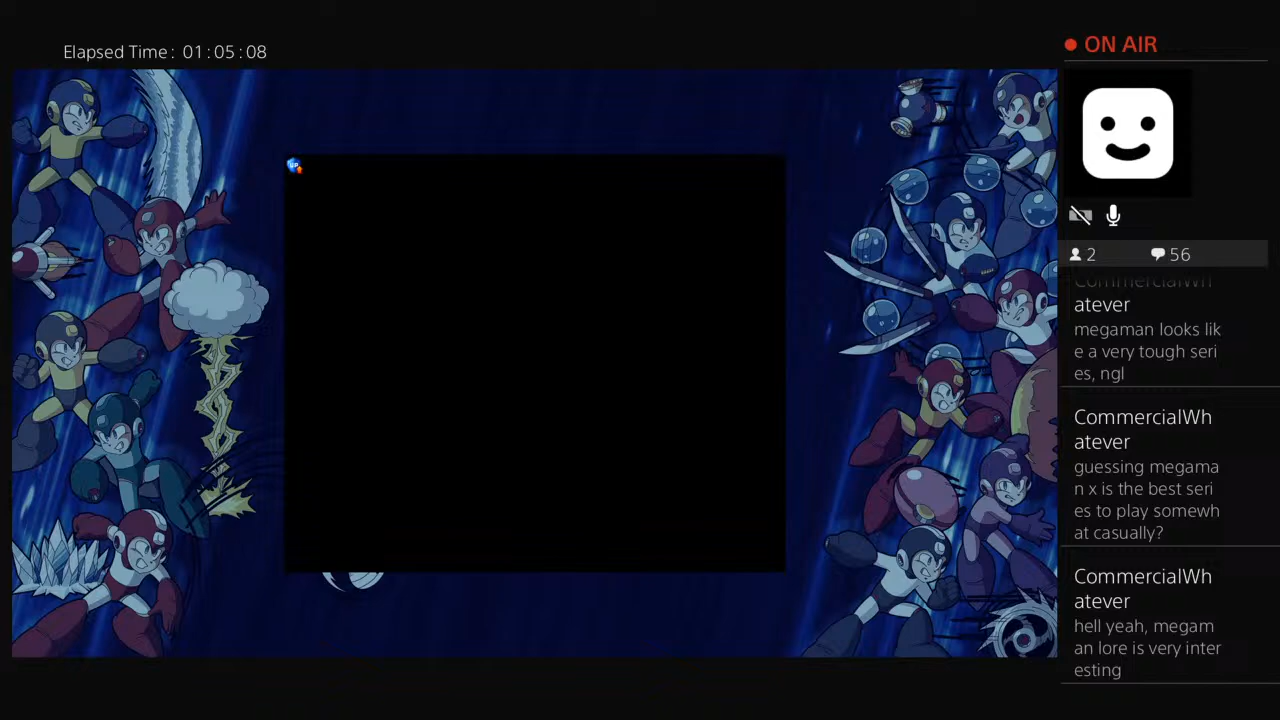 Elapsed Time: 01:05:08
ON AIR
2
56
CommercialWh
atever
megaman looks lik
e a very tough seri
es, ngl
CommercialWh
atever
guessing megama
n x is the best seri
es to play somewh
at casually?
CommercialWh
atever
hell yeah, megam
an lore is very inter
esting